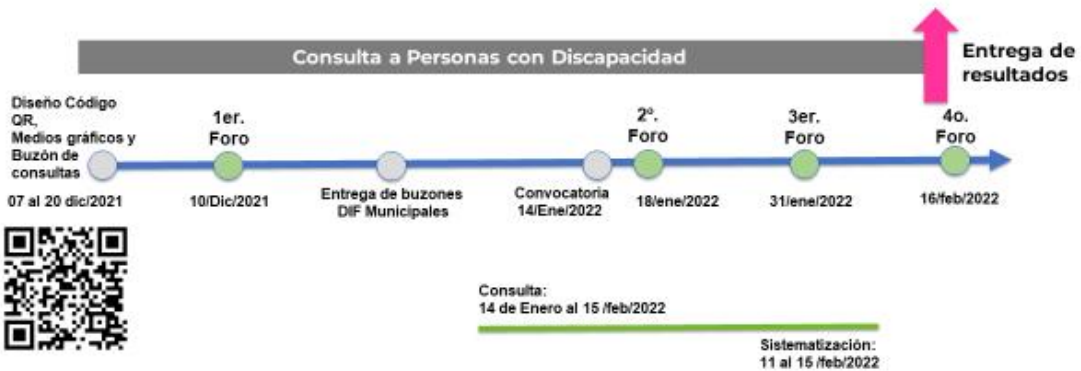 Consulta a Personas con Discapacidad
Entrega de
resultados
Diseño Código
QR,
Medios gráficos y
Buzón de
consultas
07 al 20 dic/2021
1er.
Foro
10/Dic/2021
Entrega de buzones
DIF Municipales
Convocatoria
14/Ene/2022
2º.
Foro
18/ene/2022
3er.
Foro
31/ene/2022
4o.
Foro
16/feb/2022
Consulta:
14 de Enero al 15 /feb/2022
Sistematización:
11 al 15 /feb/2022